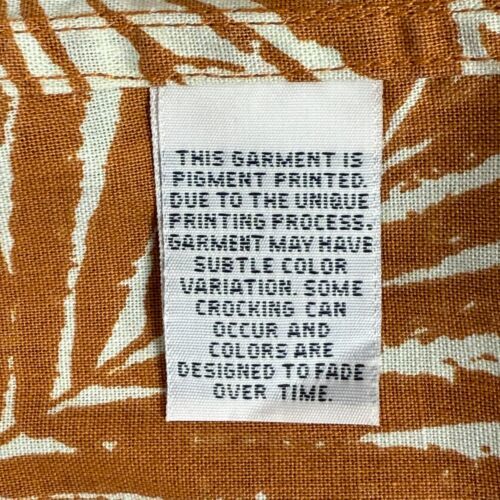 THIS GARMENT IS
PIGMENT PRINTED.
DUE TO THE UNIQUE
PRINTING PROCESS.
GARMENT MAY HAVE
SUBTLE COLOR
VARIATION. SOME
CROCKING CAN
OCCUR AND
COLORS ARE
DESIGNED TO FADE
OVER TIME.